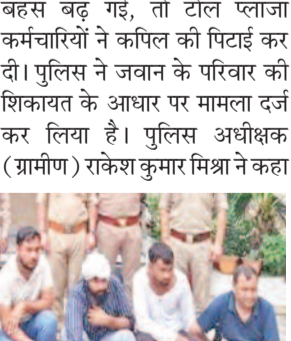 बहस बढ़ गई, तो टोल प्लाजा
कर्मचारियों ने कपिल की पिटाई कर
दी। पुलिस ने जवान के परिवार की
शिकायत के आधार पर मामला दर्ज
कर लिया है। पुलिस अधीक्षक
(ग्रामीण) राकेश कुमार मिश्रा ने कहा